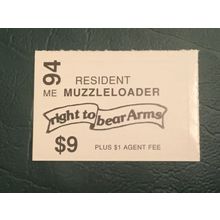 94
RESIDENT
ME MUZZLELOADER
right to bear Arms
$9 PLUS $1 AGENT FEE